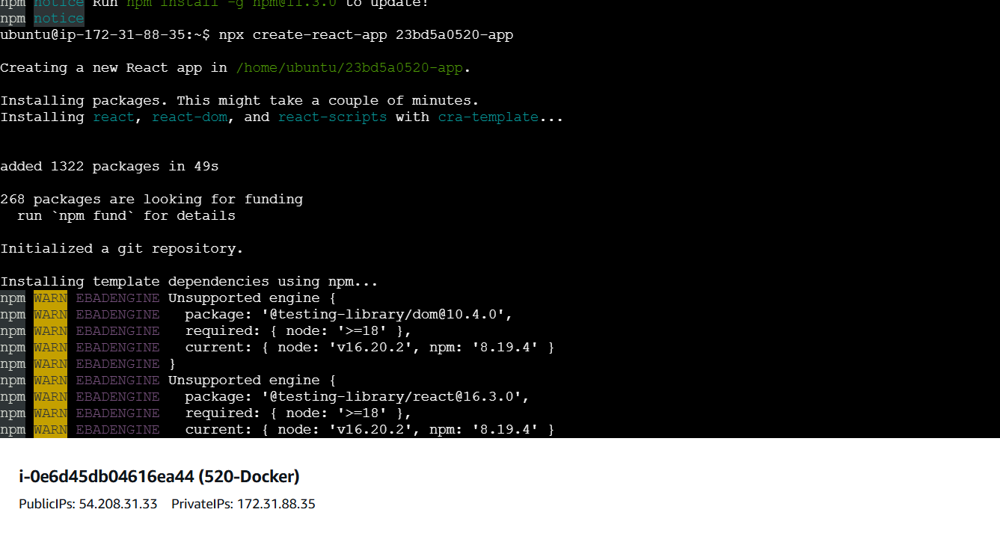 npm notice Run npm install -g npm@11.3.0 to update!
npm notice
ubuntu@ip-172-31-88-35:~$ npx create-react-app 23bd5a0520-app
Creating a new React app in /home/ubuntu/23bd5a0520-app.
Installing packages. This might take a couple of minutes.
Installing react, react-dom, and react-scripts with cra-template...
added 1322 packages in 49s
268 packages are looking for funding
  run `npm fund` for details
Initialized a git repository.
Installing template dependencies using npm...
npm WARN EBADENGINE Unsupported engine {
npm WARN EBADENGINE   package: '@testing-library/dom@10.4.0',
npm WARN EBADENGINE   required: { node: '>=18' },
npm WARN EBADENGINE   current: { node: 'v16.20.2', npm: '8.19.4' }
npm WARN EBADENGINE }
npm WARN EBADENGINE Unsupported engine {
npm WARN EBADENGINE   package: '@testing-library/react@16.3.0',
npm WARN EBADENGINE   required: { node: '>=18' },
npm WARN EBADENGINE   current: { node: 'v16.20.2', npm: '8.19.4' }
i-0e6d45db04616ea44 (520-Docker)
PublicIPs: 54.208.31.33 PrivateIPs: 172.31.88.35